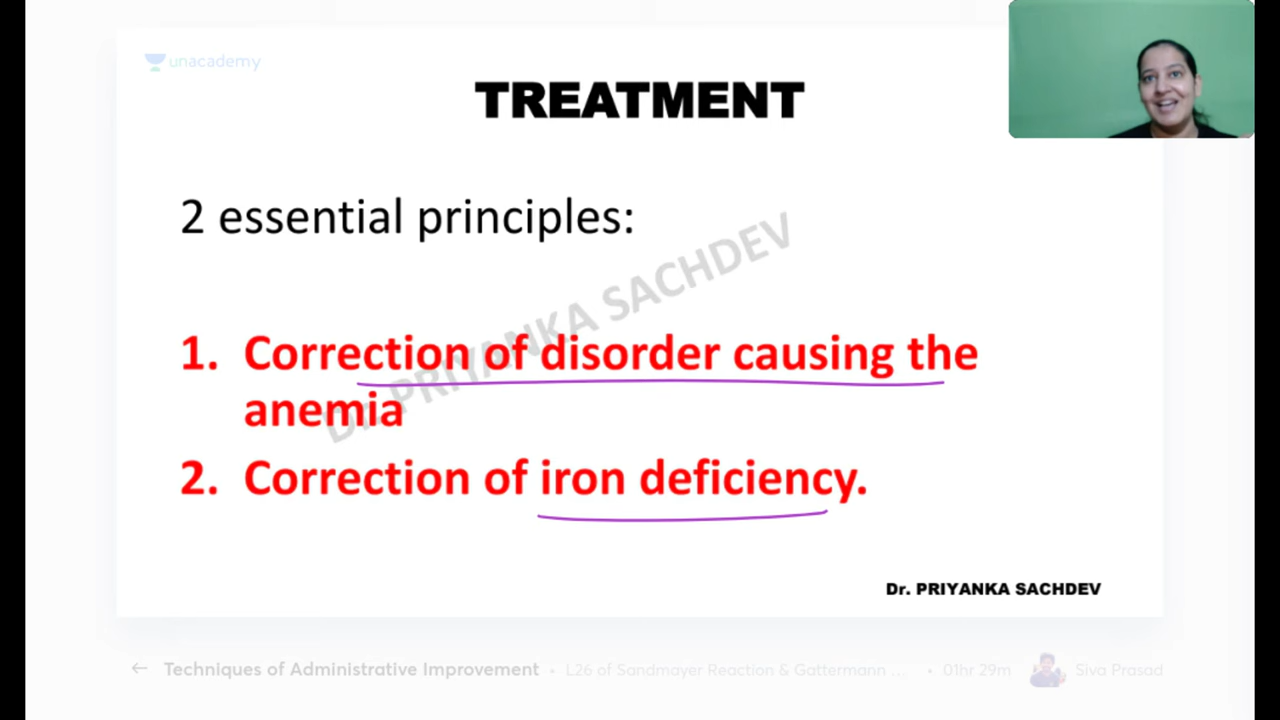 unacademy
TREATMENT
2 essential principles:
Dr. PRIYANKA SACHDEV
1. Correction of disorder causing the
anemia
2. Correction of iron deficiency.
Dr. PRIYANKA SACHDEV
← Techniques of Administrative Improvement • L26 of Sandmoyer Reaction & Gattermann ... • 01hr 29m Siva Prasad